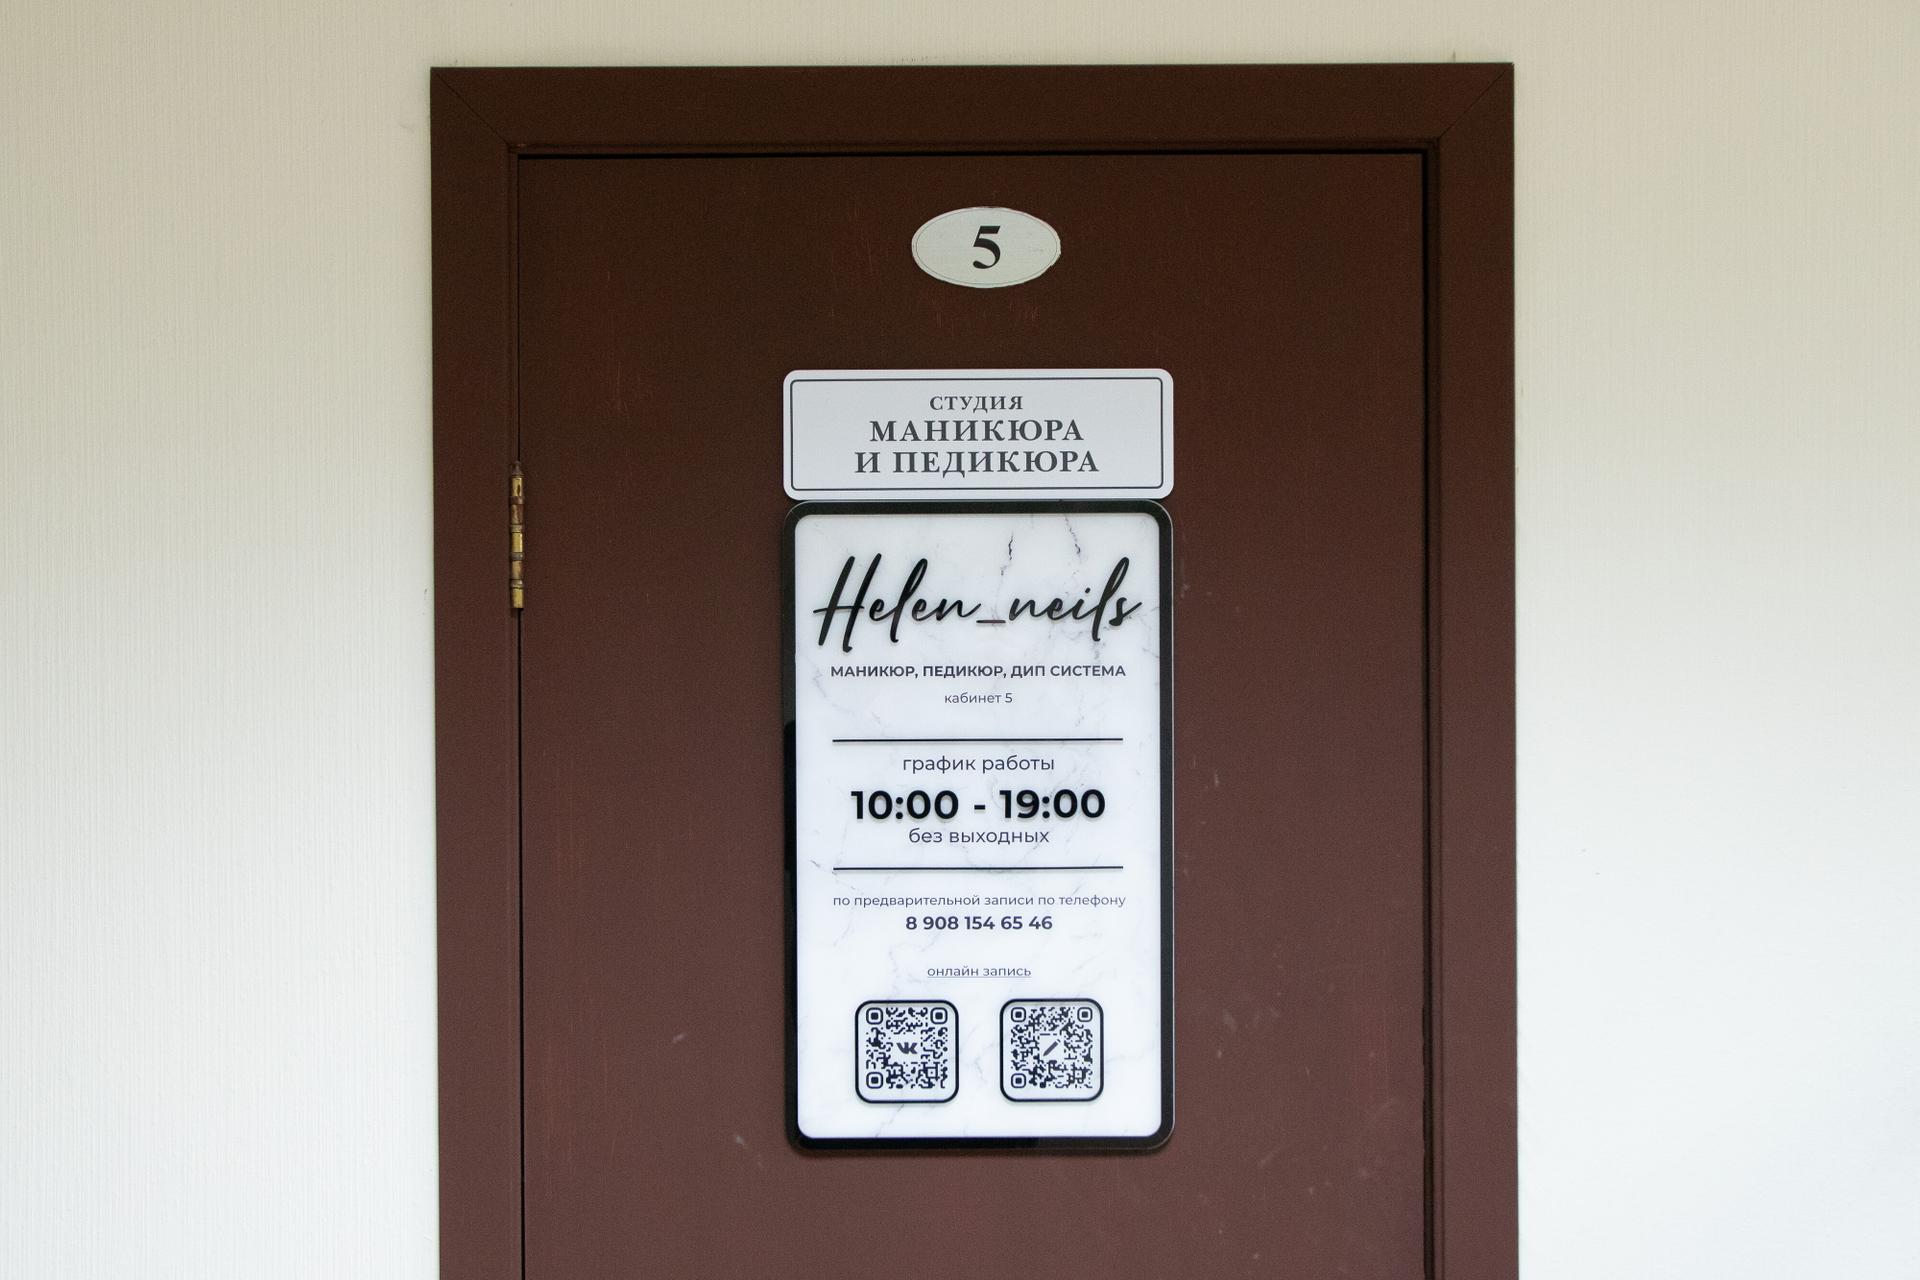 5
СТУДИЯ
МАНИКЮРА
И ПЕДИКЮРА
Helen_neils
МАНИКЮР, ПЕДИКЮР, ДИП СИСТЕМА
кабинет 5
график работы
10:00 - 19:00
без выходных
по предварительной записи по телефону
8 908 154 65 46
онлайн запись